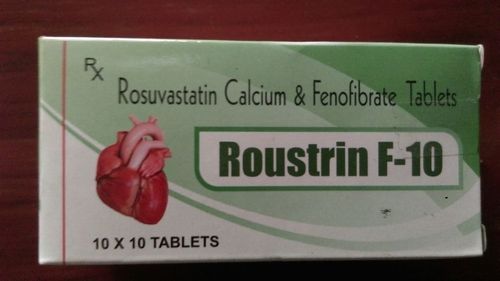 Rx
Rosuvastatin Calcium & Fenofibrate Tablets
Roustrin F-10
10 X 10 TABLETS